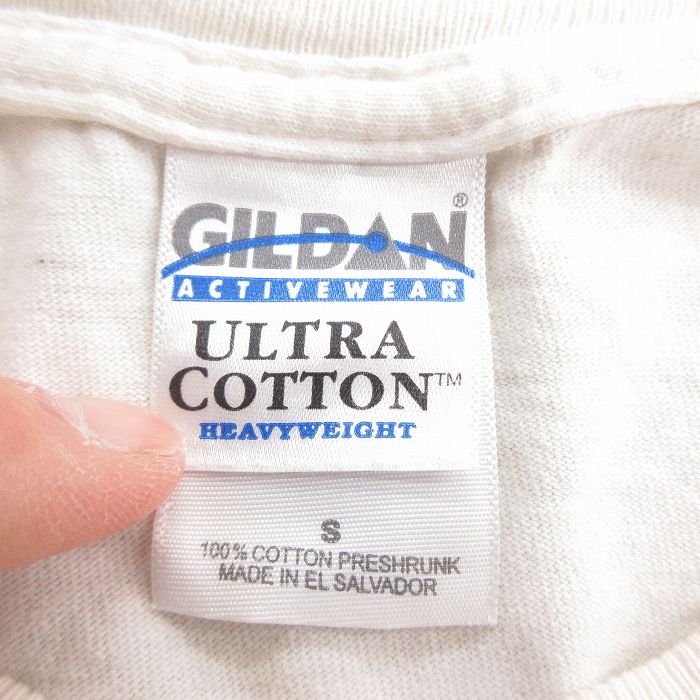 GILDAN®
ACTIVEWEAR
ULTRA
COTTON™
HEAVYWEIGHT
S
100% COTTON PRESHRUNK
MADE IN EL SALVADOR